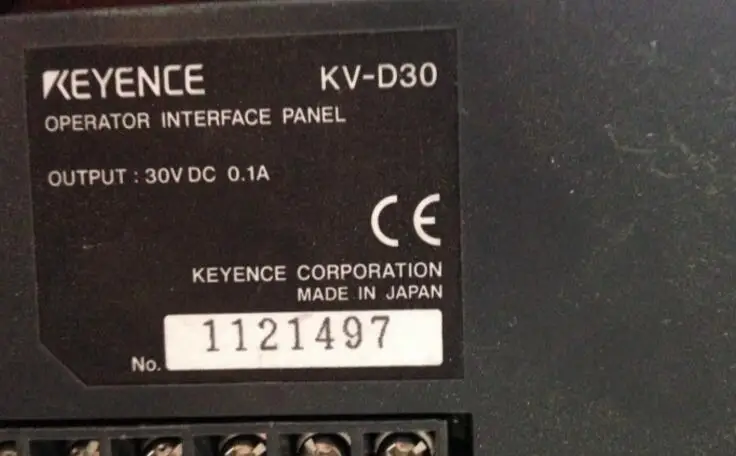 KEYENCE KV-D30
OPERATOR INTERFACE PANEL
OUTPUT : 30V DC 0.1A
CE
KEYENCE CORPORATION
MADE IN JAPAN
No. 1121497